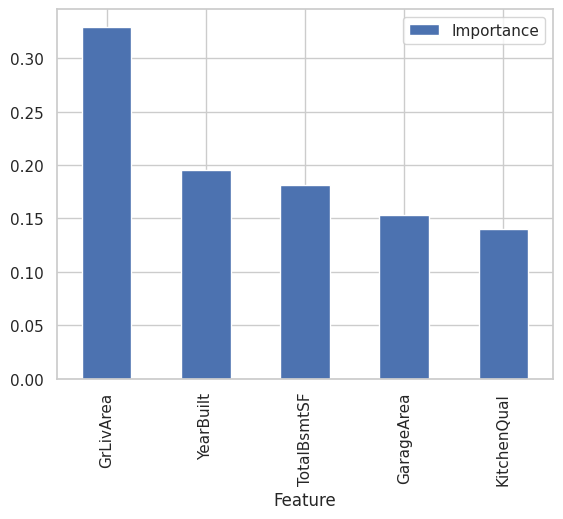 Importance
0.30
0.25
0.20
0.15
0.10
0.05
0.00
GrLivArea
YearBuilt
TotalBsmtSF
GarageArea
KitchenQual
Feature